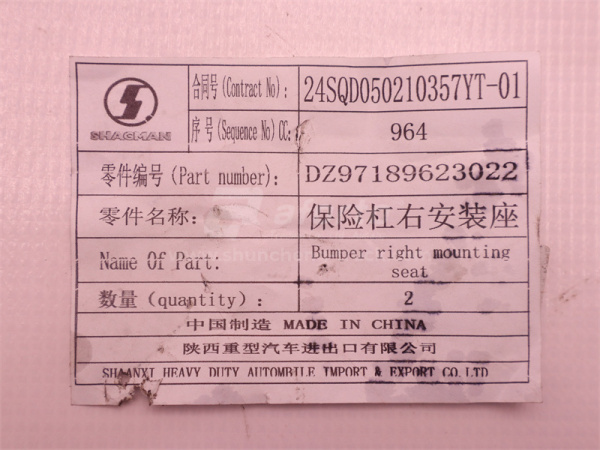 SHACMAN
合同号(Contract No): 24SQD050210357YT-01
序号(Sequence No)CC: 964
零件编号(Part number): DZ97189623022
零件名称: 保险杠右安装座
Name Of Part: Bumper right mounting seat
数量(quantity): 2
中国制造 MADE IN CHINA
陕西重型汽车进出口有限公司
SHAANXI HEAVY DUTY AUTOMBILE IMPORT & EXPORT CO.LTD